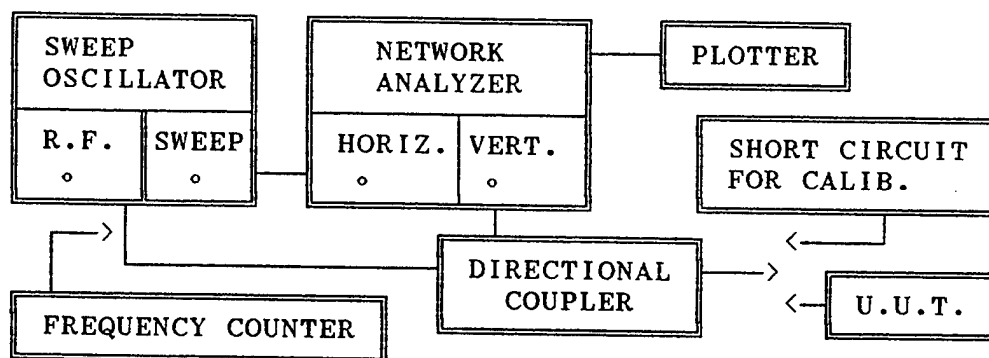 SWEEP
OSCILLATOR
R.F.
SWEEP
NETWORK
ANALYZER
HORIZ.
VERT.
PLOTTER
SHORT CIRCUIT
FOR CALIB.
DIRECTIONAL
COUPLER
U.U.T.
FREQUENCY COUNTER